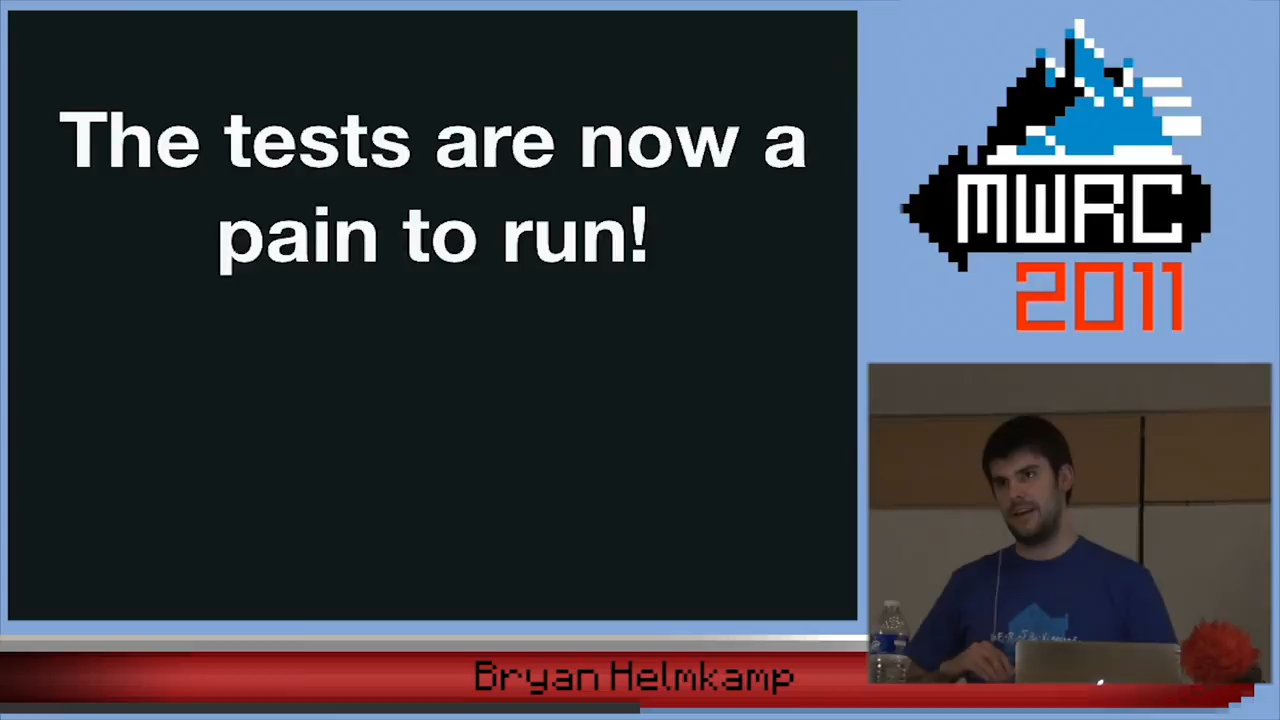 The tests are now a
pain to run!
MWRC
2011
Bryan Helmkamp